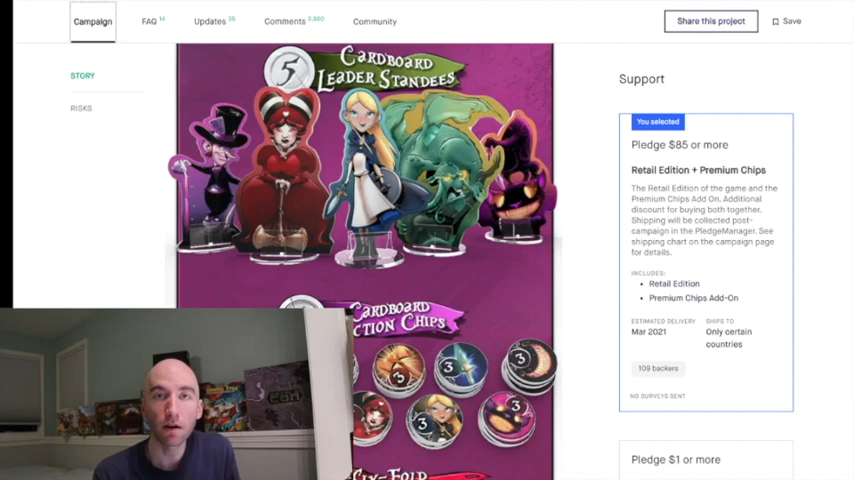 Campaign
FAQ 14
Updates 35
Comments
Community
Share this project
Save
STORY
RISKS
5
CARDBOARD
LEADER STANDEES
CARDBOARD
CTION CHIPS
3
3
3
3
3
IX-FOLD
Support
You selected
Pledge $85 or more
Retail Edition + Premium Chips
The Retail Edition of the game and the
Premium Chips Add On. Additional
discount for buying both together.
Shipping will be collected post-
campaign in the PledgeManager. See
shipping chart on the campaign page
for details.
INCLUDES:
• Retail Edition
• Premium Chips Add-On
ESTIMATED DELIVERY
Mar 2021
SHIPS TO
Only certain
countries
109 backers
NO SURVEYS SENT
Pledge $1 or more